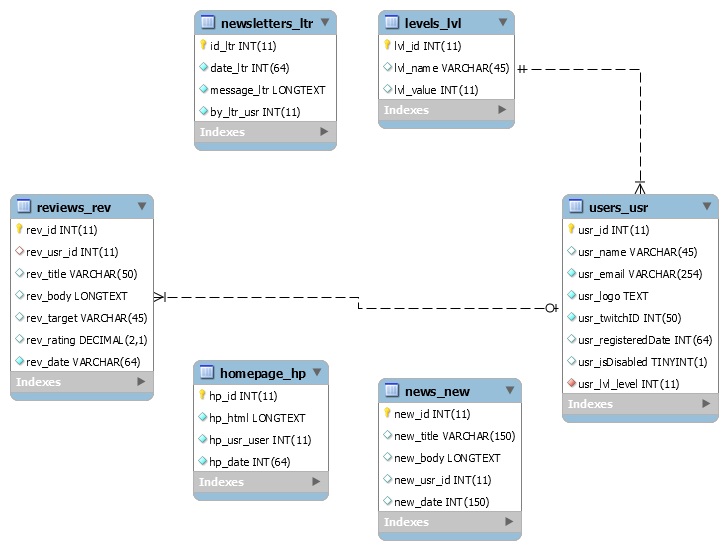 newsletters_ltr
id_ltr INT(11)
date_ltr INT(64)
message_ltr LONGTEXT
by_ltr_usr INT(11)
Indexes
levels_lvl
lvl_id INT(11)
lvl_name VARCHAR(45)
lvl_value INT(11)
Indexes
reviews_rev
rev_id INT(11)
rev_usr_id INT(11)
rev_title VARCHAR(50)
rev_body LONGTEXT
rev_target VARCHAR(45)
rev_rating DECIMAL(2,1)
rev_date VARCHAR(64)
Indexes
users_usr
usr_id INT(11)
usr_name VARCHAR(45)
usr_email VARCHAR(254)
usr_logo TEXT
usr_twitchID INT(50)
usr_registeredDate INT(64)
usr_isDisabled TINYINT(1)
usr_lvl_level INT(11)
Indexes
homepage_hp
hp_id INT(11)
hp_html LONGTEXT
hp_usr_user INT(11)
hp_date INT(64)
Indexes
news_new
new_id INT(11)
new_title VARCHAR(150)
new_body LONGTEXT
new_usr_id INT(11)
new_date INT(150)
Indexes